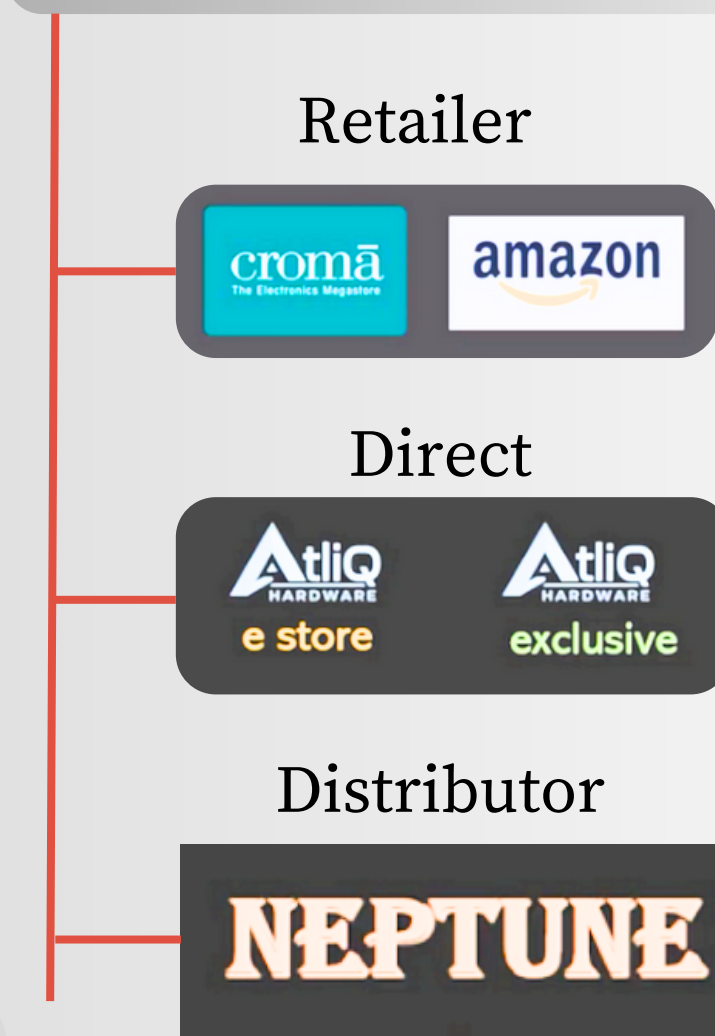 Retailer
cromā
The Electronics Megastore
amazon
Direct
AtliQ
HARDWARE
e store
AtliQ
HARDWARE
exclusive
Distributor
NEPTUNE